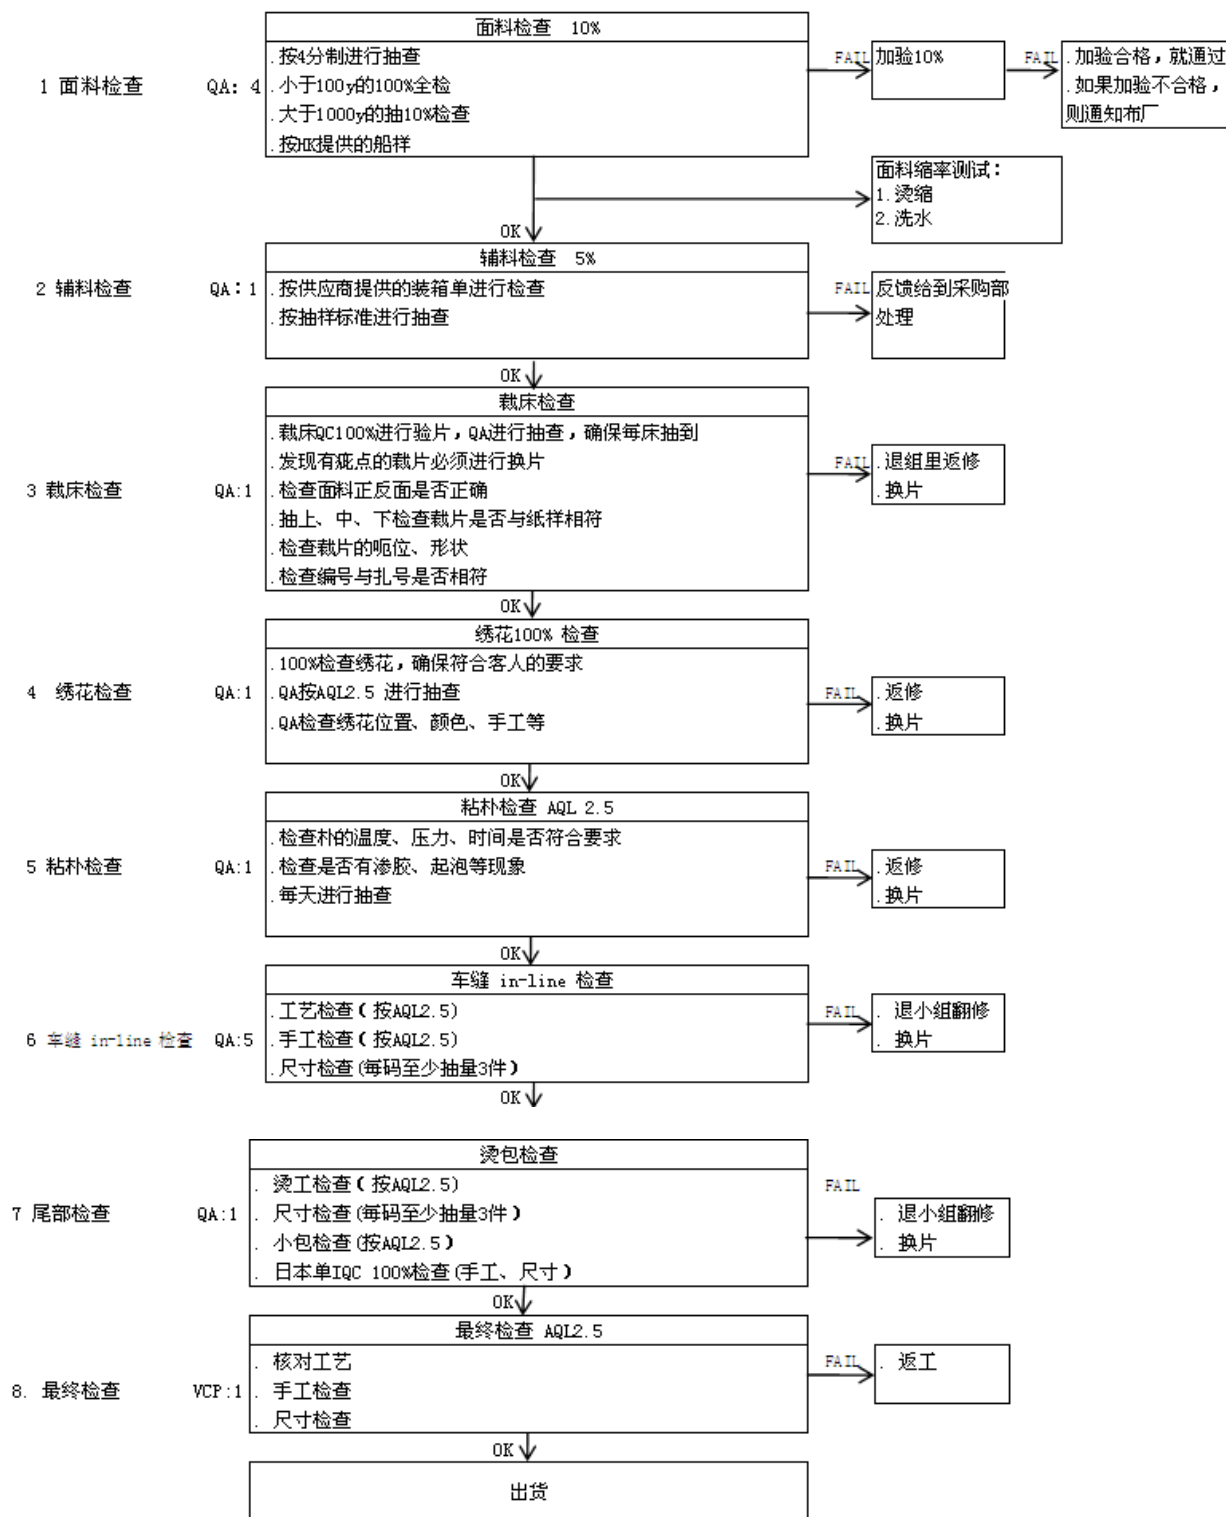 面料检查 10%
1 面料检查 QA: 4
.按4分制进行抽查
.小于100y的100%全检
.大于1000y的抽10%检查
.按HK提供的船样
FAIL
加验10%
FAIL
.加验合格，就通过
.如果加验不合格，
则通知布厂
面料缩率测试：
1.烫缩
2.洗水
OK
辅料检查 5%
2 辅料检查 QA：1
.按供应商提供的装箱单进行检查
.按抽样标准进行抽查
FAIL
反馈给到采购部
处理
OK
裁床检查
3 裁床检查 QA:1
.裁床QC100%进行验片，QA进行抽查，确保每床抽到
.发现有疵点的裁片必须进行换片
.检查面料正反面是否正确
.抽上、中、下检查裁片是否与纸样相符
.检查裁片的呃位、形状
.检查编号与扎号是否相符
FAIL
.退组里返修
.换片
OK
绣花100% 检查
4 绣花检查 QA:1
.100%检查绣花，确保符合客人的要求
.QA按AQL2.5 进行抽查
.QA检查绣花位置、颜色、手工等
FAIL
.返修
.换片
OK
粘朴检查 AQL 2.5
5 粘朴检查 QA:1
.检查朴的温度、压力、时间是否符合要求
.检查是否有渗胶、起泡等现象
.每天进行抽查
FAIL
.返修
.换片
OK
车缝 in-line 检查
6 车缝 in-line 检查 QA:5
.工艺检查(按AQL2.5)
.手工检查(按AQL2.5)
.尺寸检查(每码至少抽量3件)
FAIL
. 退小组翻修
. 换片
OK
烫包检查
7 尾部检查 QA:1
. 烫工检查(按AQL2.5)
. 尺寸检查(每码至少抽量3件)
. 小包检查(按AQL2.5)
. 日本单IQC 100%检查(手工、尺寸)
FAIL
. 退小组翻修
. 换片
OK
最终检查 AQL2.5
8. 最终检查 VCP:1
. 核对工艺
. 手工检查
. 尺寸检查
FAIL
. 返工
OK
出货